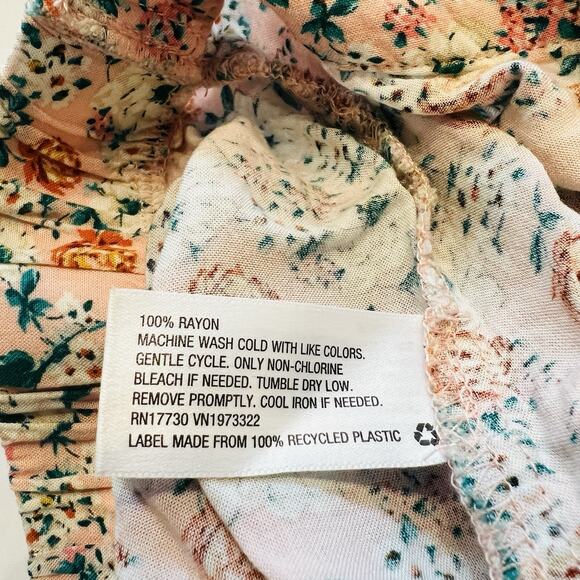 100% RAYON
MACHINE WASH COLD WITH LIKE COLORS.
GENTLE CYCLE. ONLY NON-CHLORINE
BLEACH IF NEEDED. TUMBLE DRY LOW.
REMOVE PROMPTLY. COOL IRON IF NEEDED.
RN17730 VN1973322
LABEL MADE FROM 100% RECYCLED PLASTIC